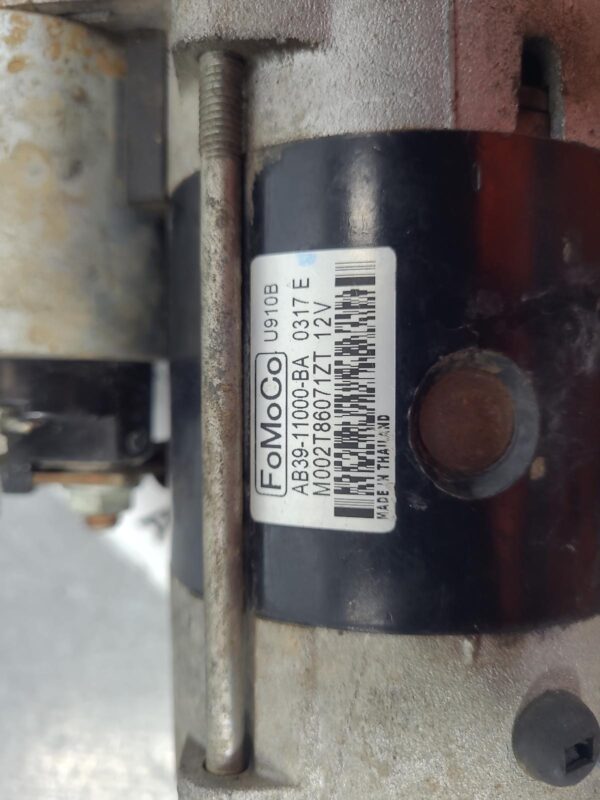 FoMoCo U910B
AB39-11000-BA 0317 E
M002T86071ZT 12V
MADE IN THAILAND